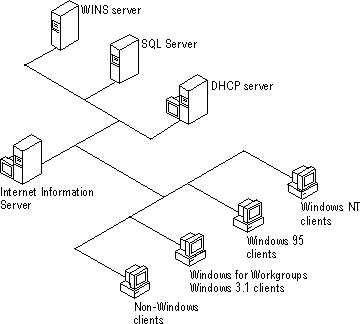 WINS server
SQL Server
DHCP server
Internet Information
Server
Windows NT
clients
Windows 95
clients
Windows for Workgroups
Windows 3.1 clients
Non-Windows
clients